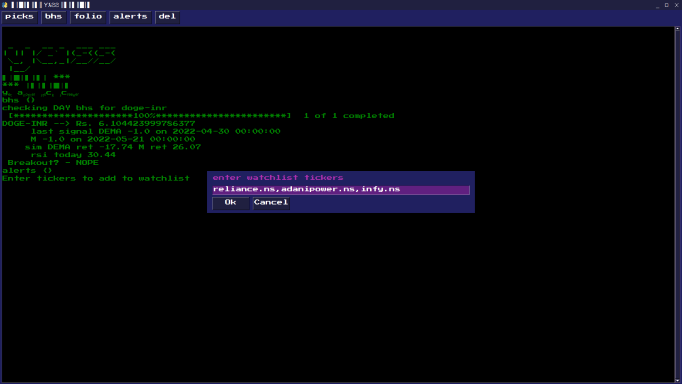 YASS
picks bhs folio alerts del
bhs ()
checking DAY bhs for doge-inr
[**********************100%***********************] 1 of 1 completed
DOGE-INR --> Rs. 6.104423999786377
last signal DEMA -1.0 on 2022-04-30 00:00:00
M -1.0 on 2022-05-21 00:00:00
sim DEMA ret -17.74 M ret 26.07
rsi today 30.44
Breakout? - NOPE
alerts ()
Enter tickers to add to watchlist
enter watchlist tickers
reliance.ns,adanipower.ns,infy.ns
Ok Cancel